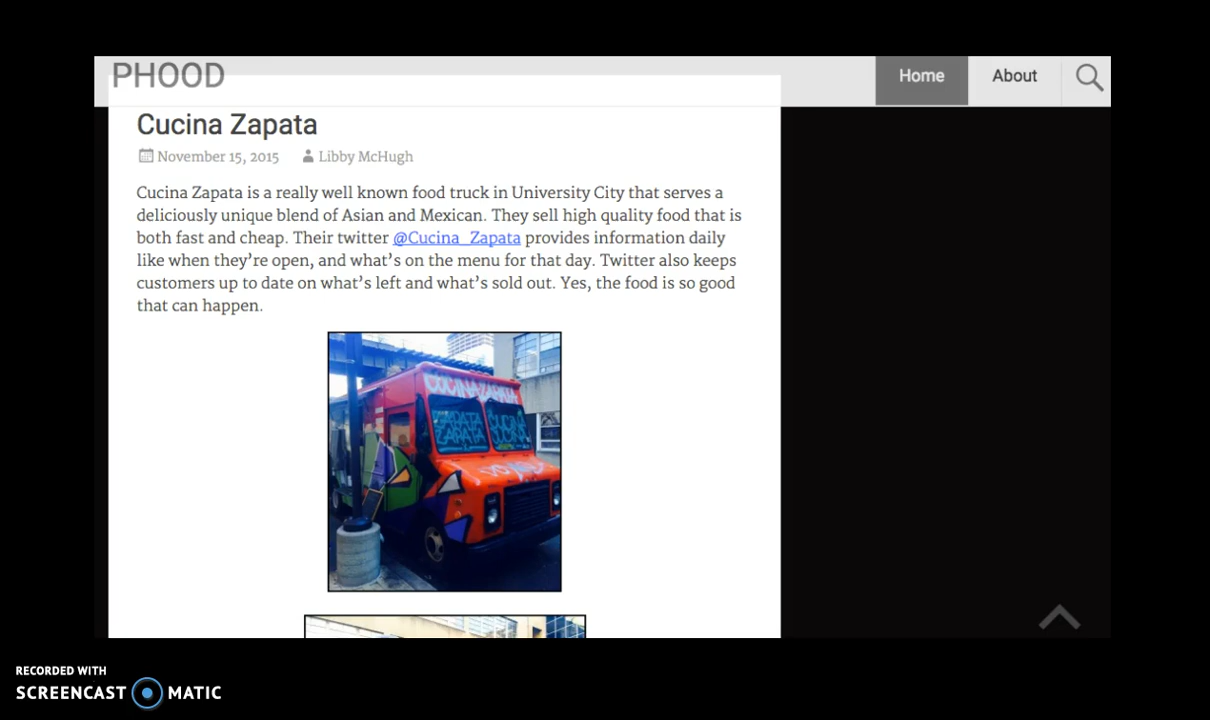 PHOOD
Home
About
Cucina Zapata
November 15, 2015
Libby McHugh
Cucina Zapata is a really well known food truck in University City that serves a
deliciously unique blend of Asian and Mexican. They sell high quality food that is
both fast and cheap. Their twitter @Cucina_Zapata provides information daily
like when they’re open, and what’s on the menu for that day. Twitter also keeps
customers up to date on what’s left and what’s sold out. Yes, the food is so good
that can happen.
CUCINA ZAPATA
ZAPATA
ZAPATA
CUCINA
RECORDED WITH
SCREENCAST MATIC